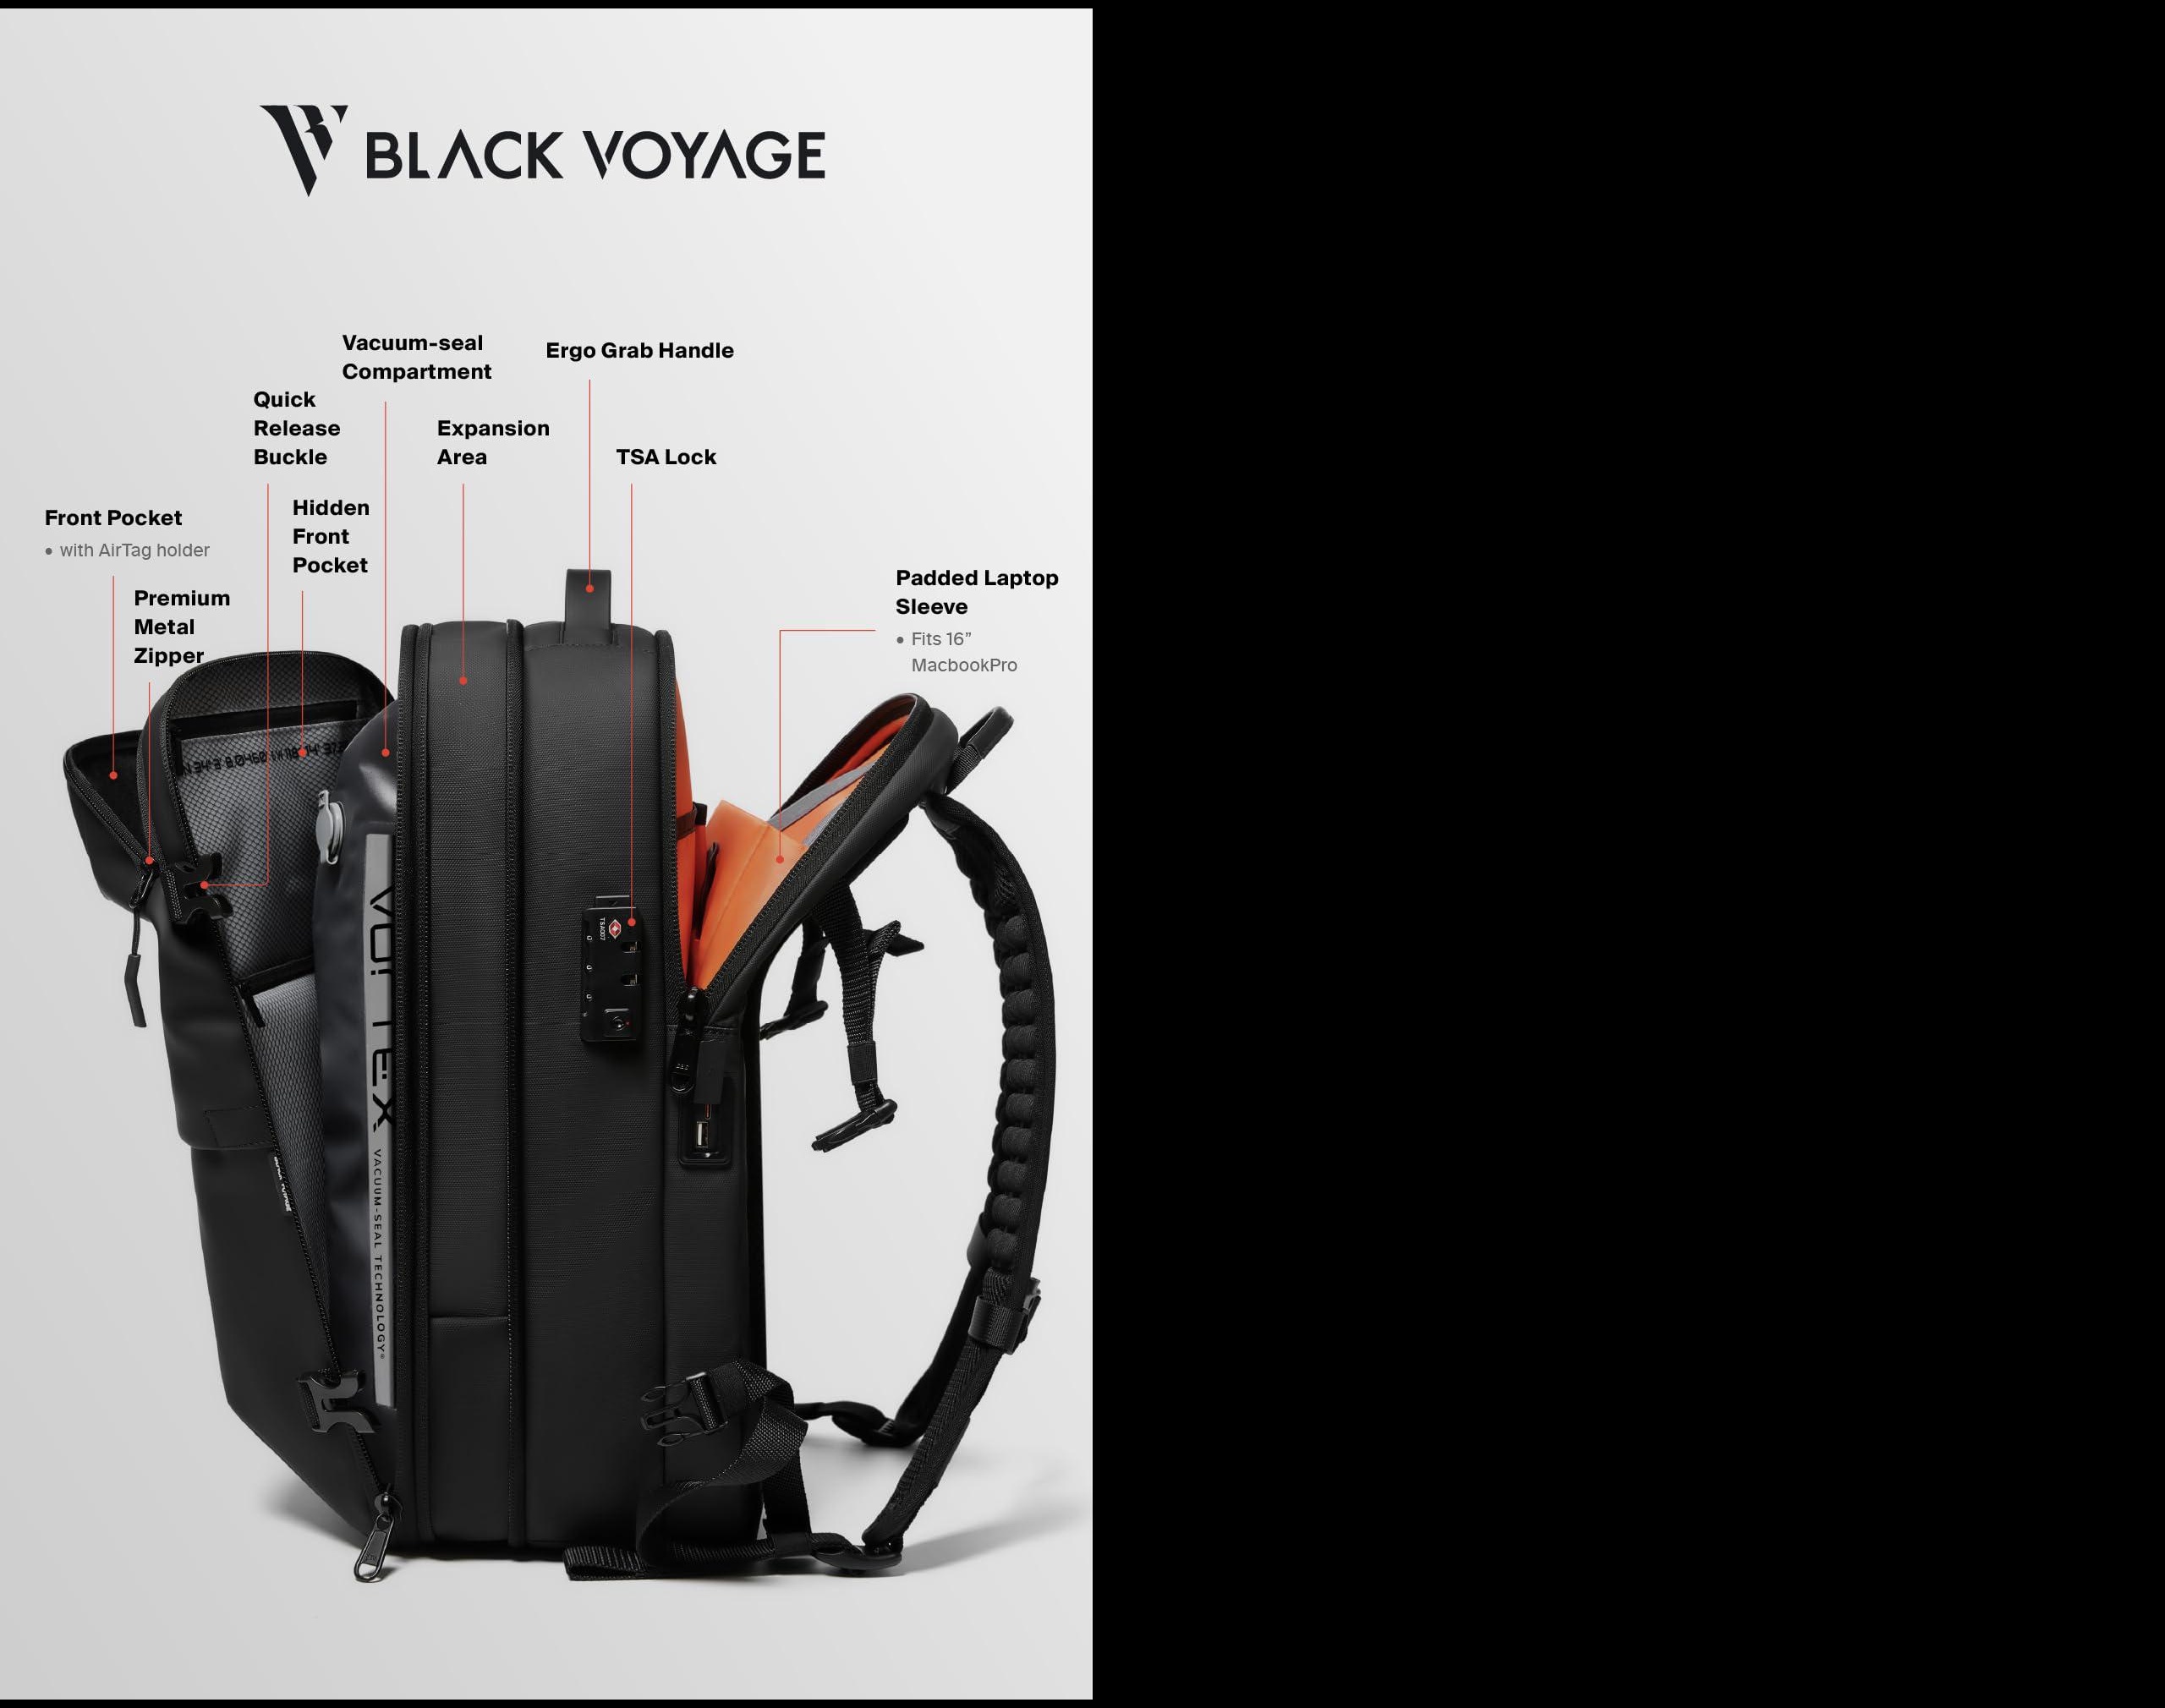 BLACK VOYAGE
Vacuum-seal
Compartment
Ergo Grab Handle
Quick
Release
Buckle
Expansion
Area
TSA Lock
Hidden
Front
Pocket
Front Pocket
• with AirTag holder
Premium
Metal
Zipper
Padded Laptop
Sleeve
• Fits 16”
MacbookPro
TSA007
VACUUM-SEAL TECHNOLOGY®